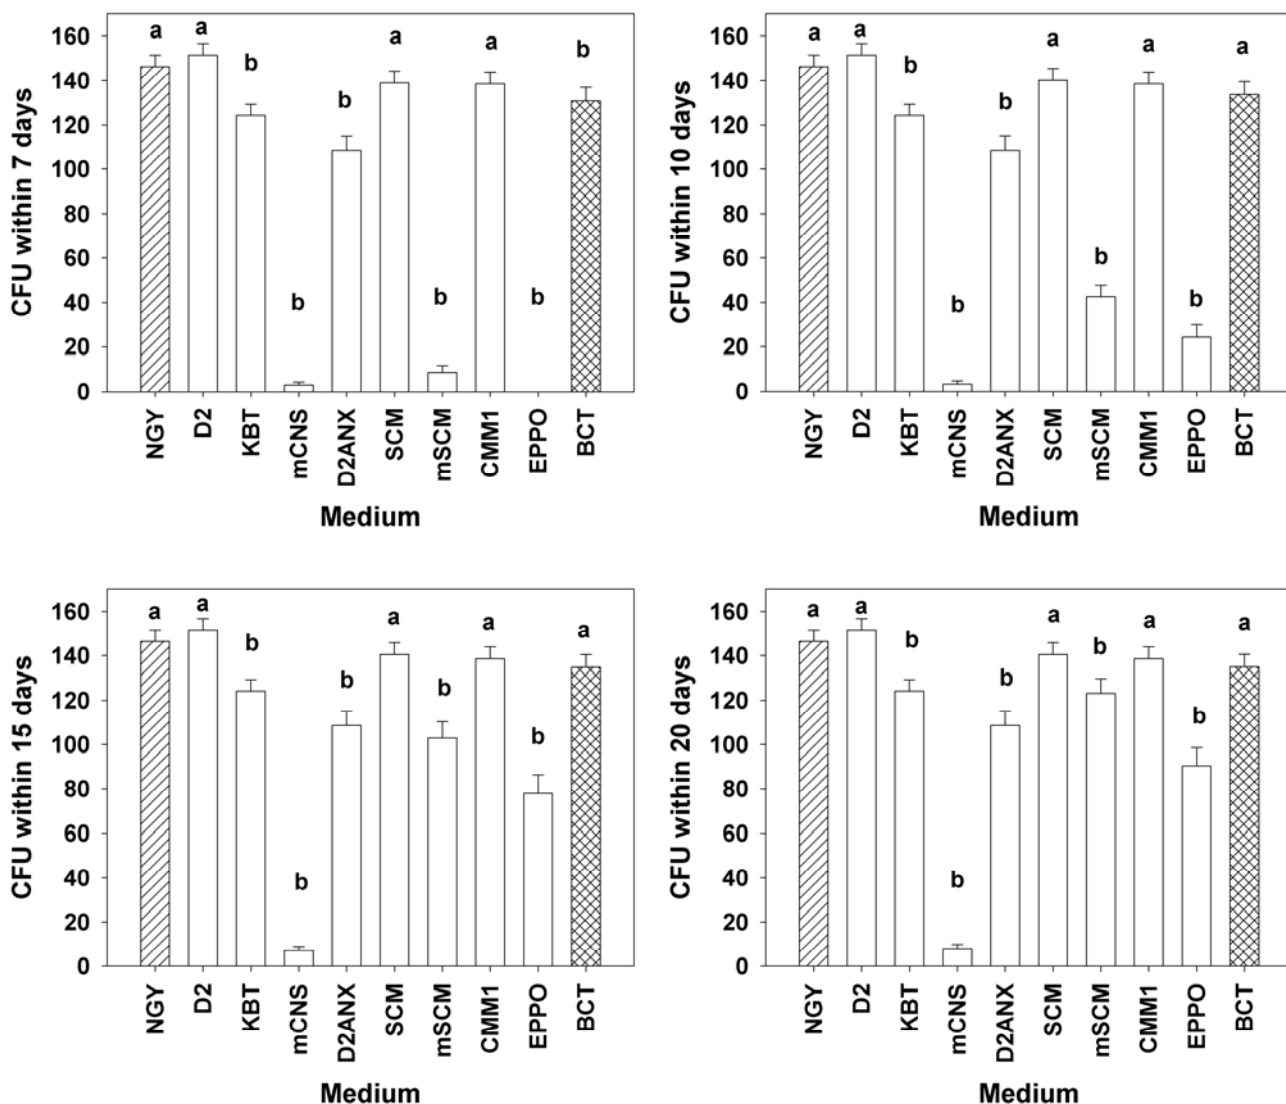 CFU within 7 days
160
140
120
100
80
60
40
20
0
a
a
b
b
b
a
b
a
b
b
NGY
D2
KBT
mCNS
D2ANX
SCM
mSCM
CMM1
EPPO
BCT
Medium
CFU within 10 days
160
140
120
100
80
60
40
20
0
a
a
b
b
b
a
b
a
b
a
NGY
D2
KBT
mCNS
D2ANX
SCM
mSCM
CMM1
EPPO
BCT
Medium
CFU within 15 days
160
140
120
100
80
60
40
20
0
a
a
b
b
b
a
b
a
b
a
NGY
D2
KBT
mCNS
D2ANX
SCM
mSCM
CMM1
EPPO
BCT
Medium
CFU within 20 days
160
140
120
100
80
60
40
20
0
a
a
b
b
b
a
b
a
b
a
NGY
D2
KBT
mCNS
D2ANX
SCM
mSCM
CMM1
EPPO
BCT
Medium